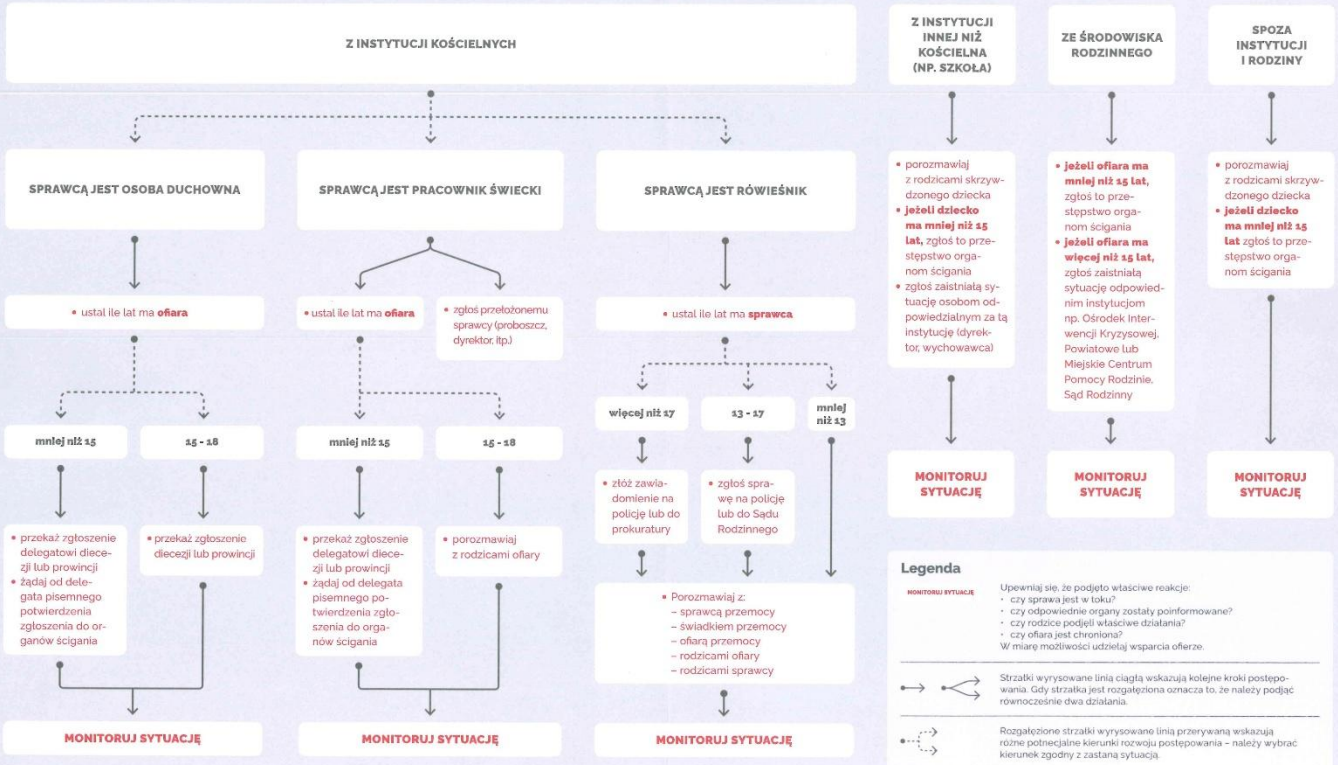 Z INSTYTUCJI KOŚCIELNYCH
Z INSTYTUCJI
INNEJ NIŻ
KOŚCIELNA
(NP. SZKOŁA)
ZE ŚRODOWISKA
RODZINNEGO
SPOZA
INSTYTUCJI
I RODZINY
SPRAWCĄ JEST OSOBA DUCHOWNA
SPRAWCĄ JEST PRACOWNIK ŚWIECKI
SPRAWCĄ JEST RÓWIEŚNIK
• ustal ile lat ma ofiara
• ustal ile lat ma ofiara
• zgłoś przełożonemu
sprawcy (proboszcz,
dyrektor, itp.)
• ustal ile lat ma sprawca
mniej niż 15
15 - 18
mniej niż 15
15 - 18
więcej niż 17
13 - 17
mniej
niż 13
• przekaż zgłoszenie
delegatowi diece-
zji lub prowincji
• żądaj od dele-
gata pisemnego
potwierdzenia
zgłoszenia do or-
ganów ścigania
• przekaż zgłoszenie
diecezji lub prowincji
• przekaż zgłoszenie
delegatowi diece-
zji lub prowincji
• żądaj od delegata
pisemnego po-
twierdzenia zgło-
szenia do orga-
nów ścigania
• porozmawiaj
z rodzicami ofiary
• złóż zawia-
domienie na
policję lub do
prokuratury
• zgłoś spra-
wę na policję
lub do Sądu
Rodzinnego
• Porozmawiaj z:
– sprawcą przemocy
– świadkiem przemocy
– ofiarą przemocy
– rodzicami ofiary
– rodzicami sprawcy
MONITORUJ SYTUACJĘ
MONITORUJ SYTUACJĘ
MONITORUJ SYTUACJĘ
• porozmawiaj
z rodzicami skrzyw-
dzonego dziecka
• jeżeli dziecko
ma mniej niż 15
lat, zgłoś to prze-
stępstwo orga-
nom ścigania
• zgłoś zaistniałą sy-
tuację osobom od-
powiedzialnym za tą
instytucję (dyrek-
tor, wychowawca)
• jeżeli ofiara ma
mniej niż 15 lat,
zgłoś to prze-
stępstwo orga-
nom ścigania
• jeżeli ofiara ma
więcej niż 15 lat,
zgłoś zaistniałą
sytuację odpowied-
nim instytucjom
np. Ośrodek Inter-
wencji Kryzysowej,
Powiatowe lub
Miejskie Centrum
Pomocy Rodzinie,
Sąd Rodzinny
• porozmawiaj
z rodzicami skrzyw-
dzonego dziecka
• jeżeli dziecko
ma mniej niż 15
lat zgłoś to prze-
stępstwo orga-
nom ścigania
MONITORUJ
SYTUACJĘ
MONITORUJ
SYTUACJĘ
MONITORUJ
SYTUACJĘ
Legenda
MONITORUJ SYTUACJĘ
Upewniaj się, że podjęto właściwe reakcje:
• czy sprawa jest w toku?
• czy odpowiednie organy zostały poinformowane?
• czy rodzice podjęli właściwe działania?
• czy ofiara jest chroniona?
W miarę możliwości udzielaj wsparcia ofierze.
Strzałki wyrysowane linią ciągłą wskazują kolejne kroki postępo-
wania. Gdy strzałka jest rozgałęziona oznacza to, że należy podjąć
równocześnie dwa działania.
Rozgałęzione strzałki wyrysowane linią przerywaną wskazują
różne potnecjalne kierunki rozwoju postępowania – należy wybrać
kierunek zgodny z zastaną sytuacją.